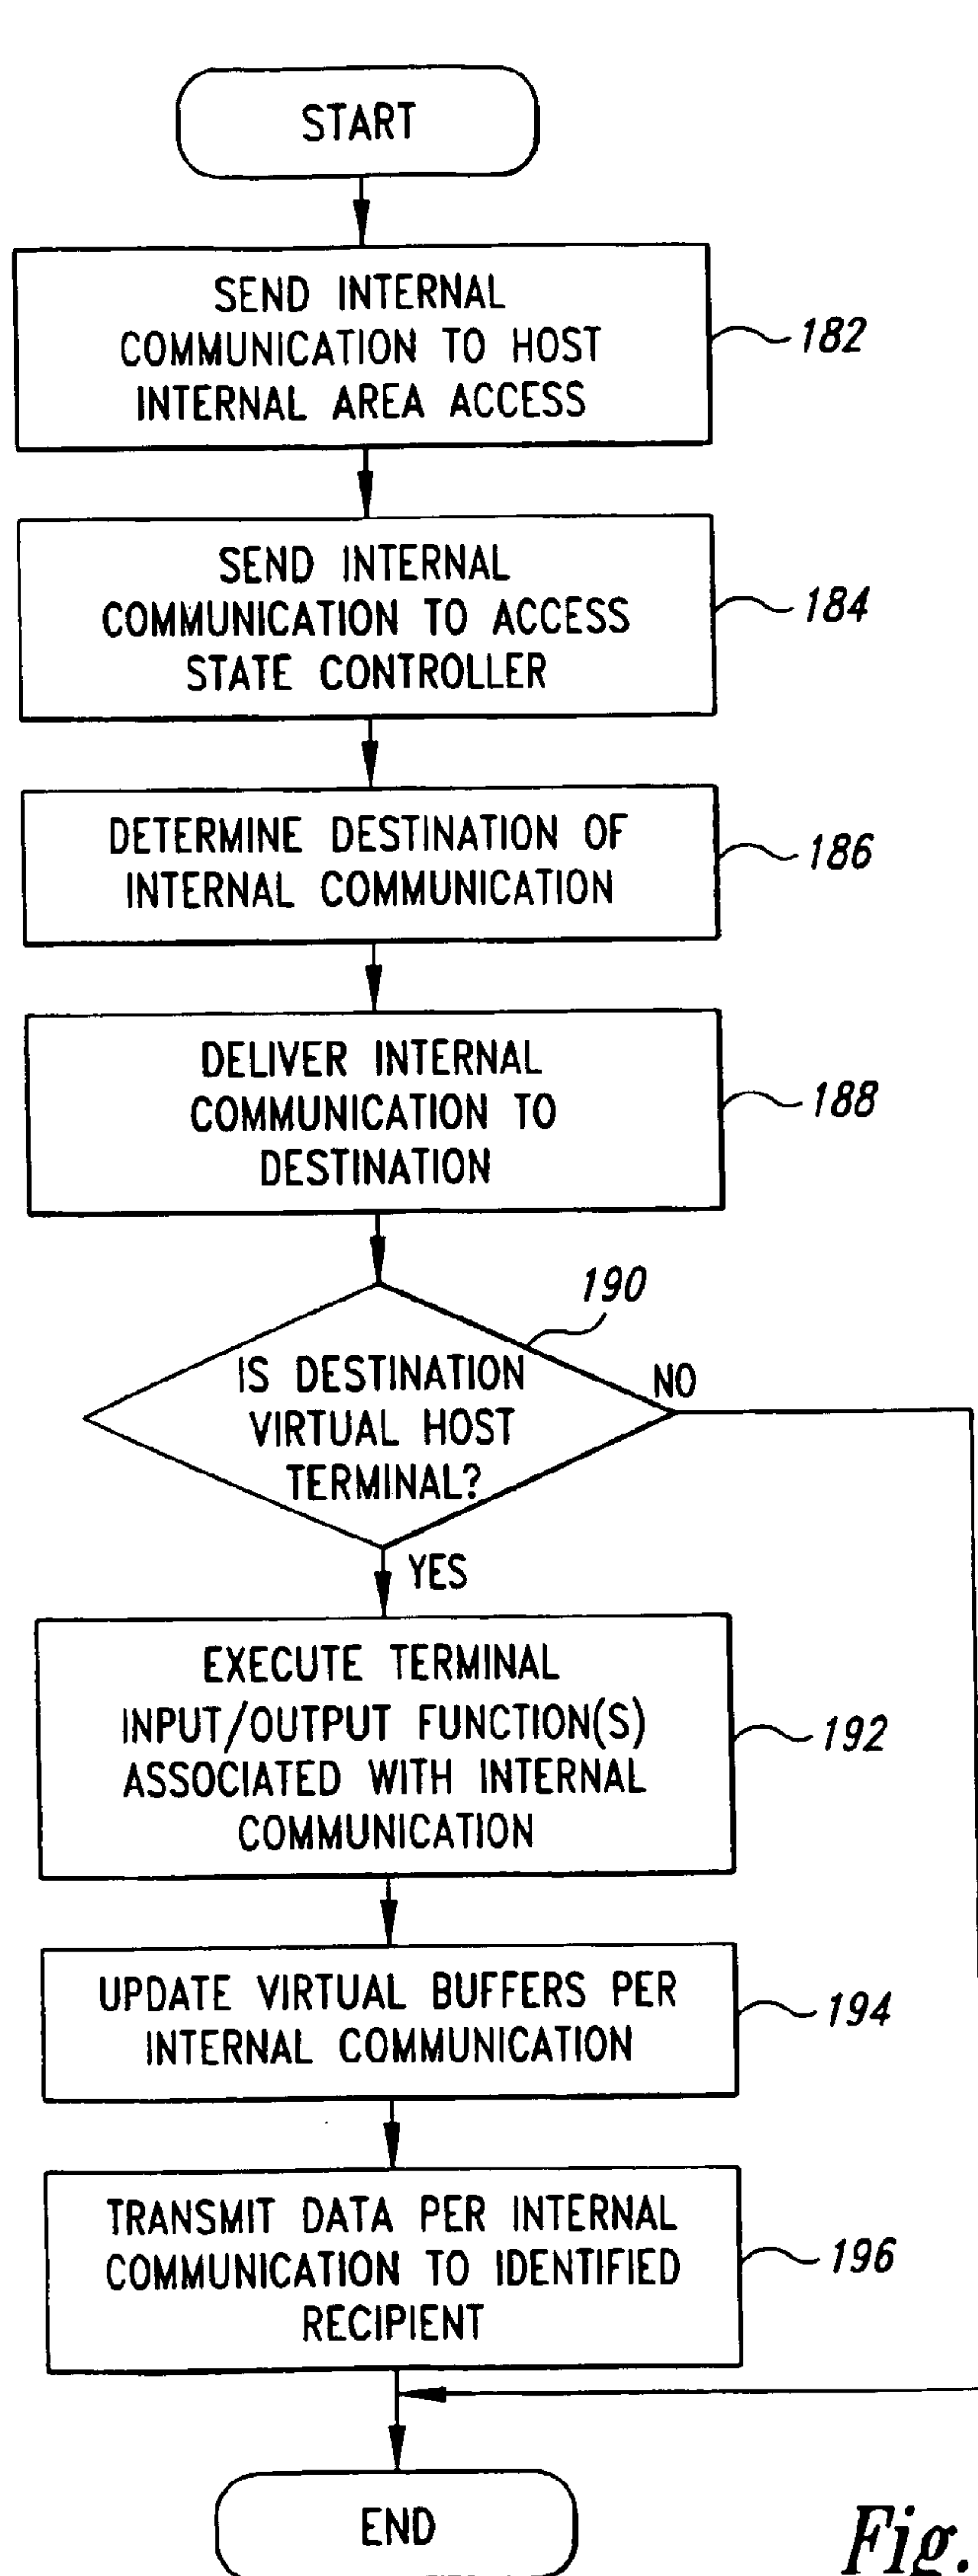 START
SEND INTERNAL
COMMUNICATION TO HOST
INTERNAL AREA ACCESS
182
SEND INTERNAL
COMMUNICATION TO ACCESS
STATE CONTROLLER
184
DETERMINE DESTINATION OF
INTERNAL COMMUNICATION
186
DELIVER INTERNAL
COMMUNICATION TO
DESTINATION
188
190
IS DESTINATION
VIRTUAL HOST
TERMINAL?
NO
YES
EXECUTE TERMINAL
INPUT/OUTPUT FUNCTION(S)
ASSOCIATED WITH INTERNAL
COMMUNICATION
192
UPDATE VIRTUAL BUFFERS PER
INTERNAL COMMUNICATION
194
TRANSMIT DATA PER INTERNAL
COMMUNICATION TO IDENTIFIED
RECIPIENT
196
END
Fig.